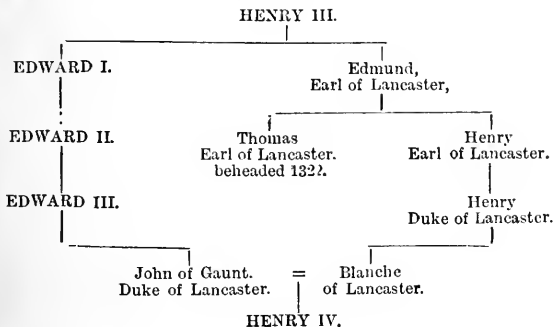 HENRY III.
EDWARD I.
Edmund,
Earl of Lancaster,
EDWARD II.
Thomas
Earl of Lancaster.
beheaded 1322.
Henry
Earl of Lancaster.
EDWARD III.
Henry
Duke of Lancaster.
John of Gaunt. = Blanche
Duke of Lancaster. of Lancaster.
HENRY IV.